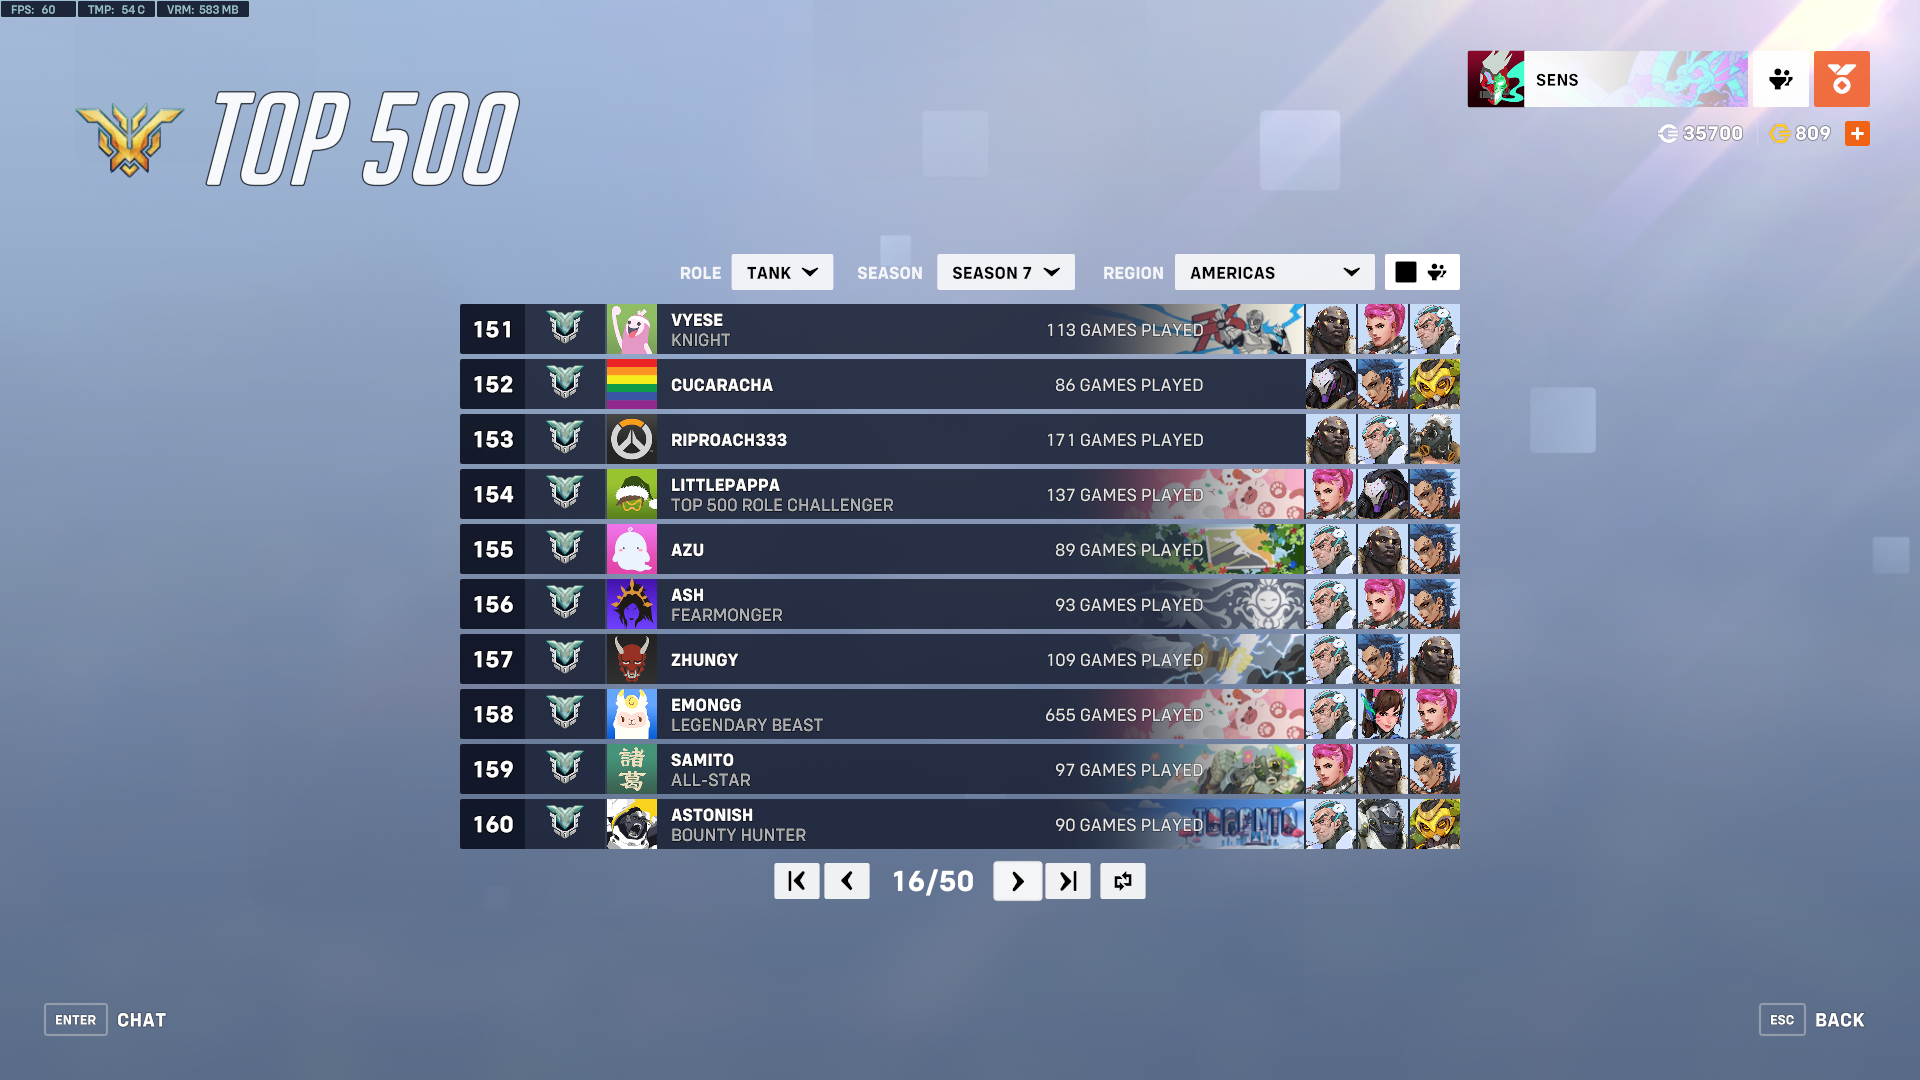 FPS: 60 TMP: 54 C VRM: 583 MB
TOP 500
SENS
35700 809
ROLE TANK SEASON SEASON 7 REGION AMERICAS
151 VYESE 113 GAMES PLAYED
KNIGHT
152 CUCARACHA 86 GAMES PLAYED
153 RIPROACH333 171 GAMES PLAYED
154 LITTLEPAPPA 137 GAMES PLAYED
TOP 500 ROLE CHALLENGER
155 AZU 89 GAMES PLAYED
156 ASH 93 GAMES PLAYED
FEARMONGER
157 ZHUNGY 109 GAMES PLAYED
158 EMONGG 655 GAMES PLAYED
LEGENDARY BEAST
159 諸葛 SAMITO 97 GAMES PLAYED
ALL-STAR
160 ASTONISH 90 GAMES PLAYED TORONTO
BOUNTY HUNTER
16/50
ENTER CHAT
ESC BACK